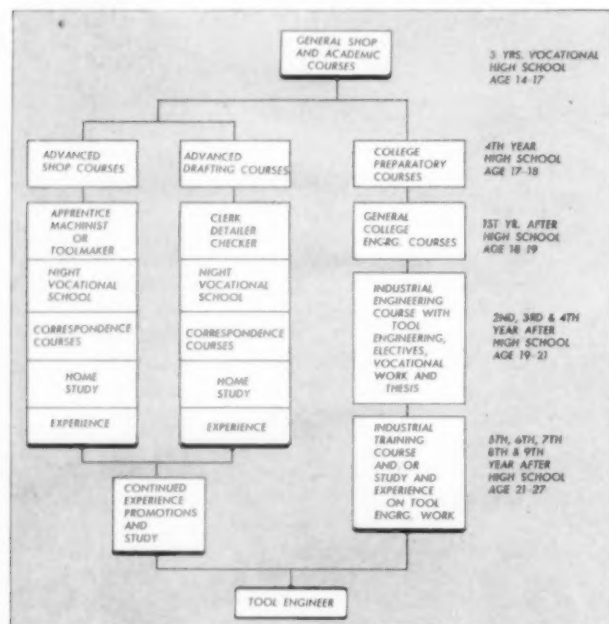 GENERAL SHOP
AND ACADEMIC
COURSES
3 YRS. VOCATIONAL
HIGH SCHOOL
AGE 14-17
ADVANCED
SHOP COURSES
ADVANCED
DRAFTING COURSES
COLLEGE
PREPARATORY
COURSES
4TH YEAR
HIGH SCHOOL
AGE 17-18
APPRENTICE
MACHINIST
OR
TOOLMAKER
NIGHT
VOCATIONAL
SCHOOL
CORRESPONDENCE
COURSES
HOME
STUDY
EXPERIENCE
CLERK
DETAILER
CHECKER
NIGHT
VOCATIONAL
SCHOOL
CORRESPONDENCE
COURSES
HOME
STUDY
EXPERIENCE
GENERAL
COLLEGE
ENGRG. COURSES
1ST YR. AFTER
HIGH SCHOOL
AGE 18-19
INDUSTRIAL
ENGINEERING
COURSE WITH
TOOL
ENGINEERING,
ELECTIVES,
VOCATIONAL
WORK AND
THESIS
2ND, 3RD & 4TH
YEAR AFTER
HIGH SCHOOL
AGE 19-21
INDUSTRIAL
TRAINING
COURSE
AND OR
STUDY AND
EXPERIENCE
ON TOOL
ENGRG. WORK
5TH, 6TH, 7TH
8TH & 9TH
YEAR AFTER
HIGH SCHOOL
AGE 21-27
CONTINUED
EXPERIENCE
PROMOTIONS
AND
STUDY
TOOL ENGINEER